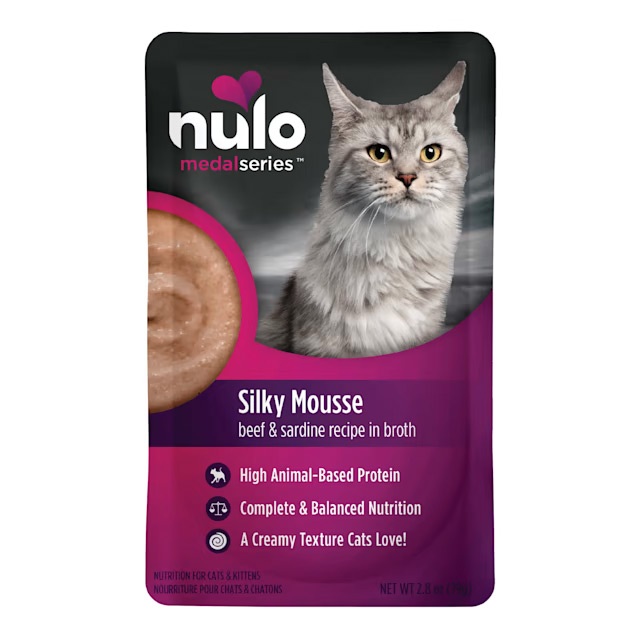 nulo
medalseries™
Silky Mousse
beef & sardine recipe in broth
High Animal-Based Protein
Complete & Balanced Nutrition
A Creamy Texture Cats Love!
NUTRITION FOR CATS & KITTENS
NOURRITURE POUR CHATS & CHATONS
NET WT 2.8 oz